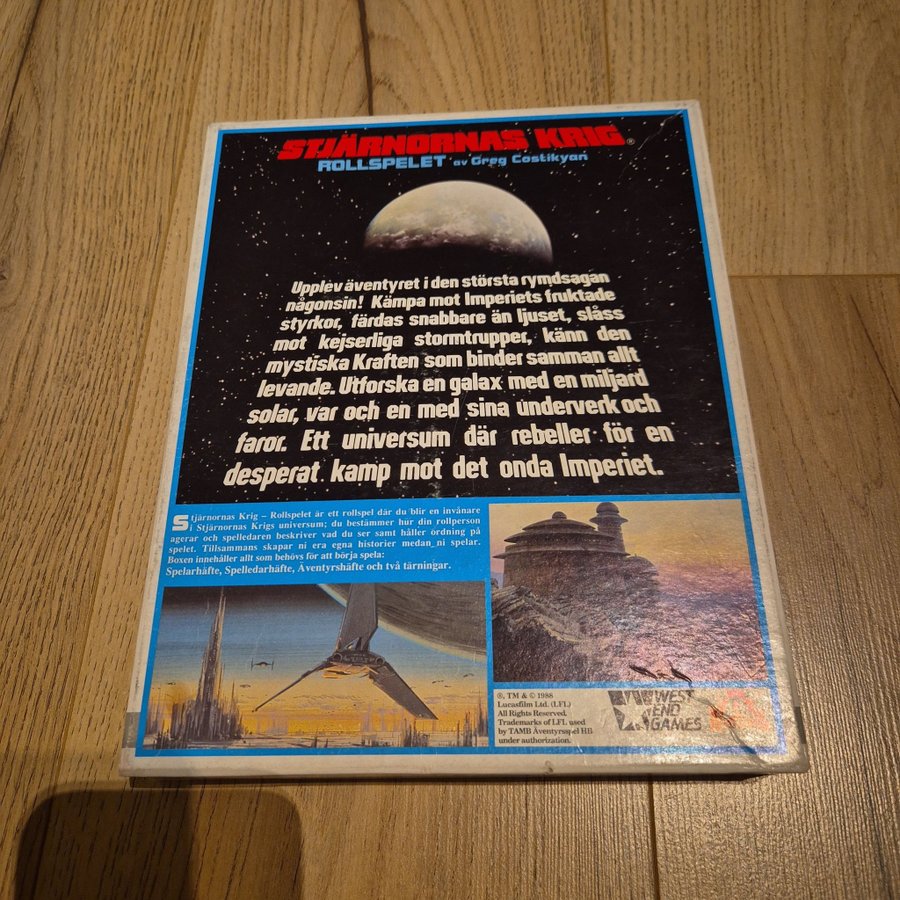 STJÄRNORNAS KRIG®
ROLLSPELET av Greg Costikyan
Upplev äventyret i den största rymdsagan
någonsin! Kämpa mot Imperiets fruktade
styrkor, färdas snabbare än ljuset, slåss
mot kejserliga stormtrupper, känn den
mystiska Kraften som binder samman allt
levande. Utforska en galax med en miljard
solar, var och en med sina underverk och
faror. Ett universum där rebeller för en
desperat kamp mot det onda Imperiet.
Stjärnornas Krig – Rollspelet är ett rollspel där du blir en invånare
i Stjärnornas Krigs universum; du bestämmer hur din rollperson
agerar och spelledaren beskriver vad du ser samt håller ordning på
spelet. Tillsammans skapar ni era egna historier medan ni spelar.
Boxen innehåller allt som behövs för att börja spela:
Spelarhäfte, Spelledarhäfte, Äventyrshäfte och två tärningar.
®, TM & © 1988
Lucasfilm Ltd. (LFL)
All Rights Reserved.
Trademarks of LFL used
by TAMB Äventyrsspel HB
under authorization.
WEST
END
GAMES